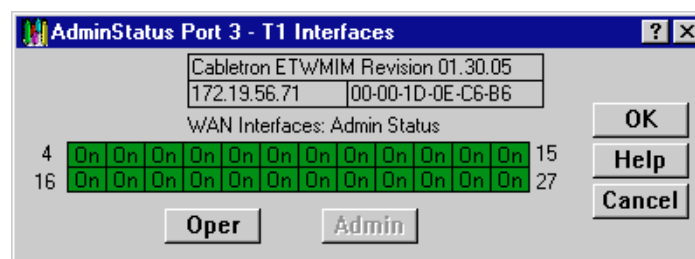 AdminStatus Port 3 - T1 Interfaces ? ×
Cabletron ETWMIM Revision 01.30.05
172.19.56.71 00-00-1D-0E-C6-B6
WAN Interfaces: Admin Status
OK
4 On On On On On On On On On On On On 15
Help
16 On On On On On On On On On On On On 27
Cancel
Oper Admin